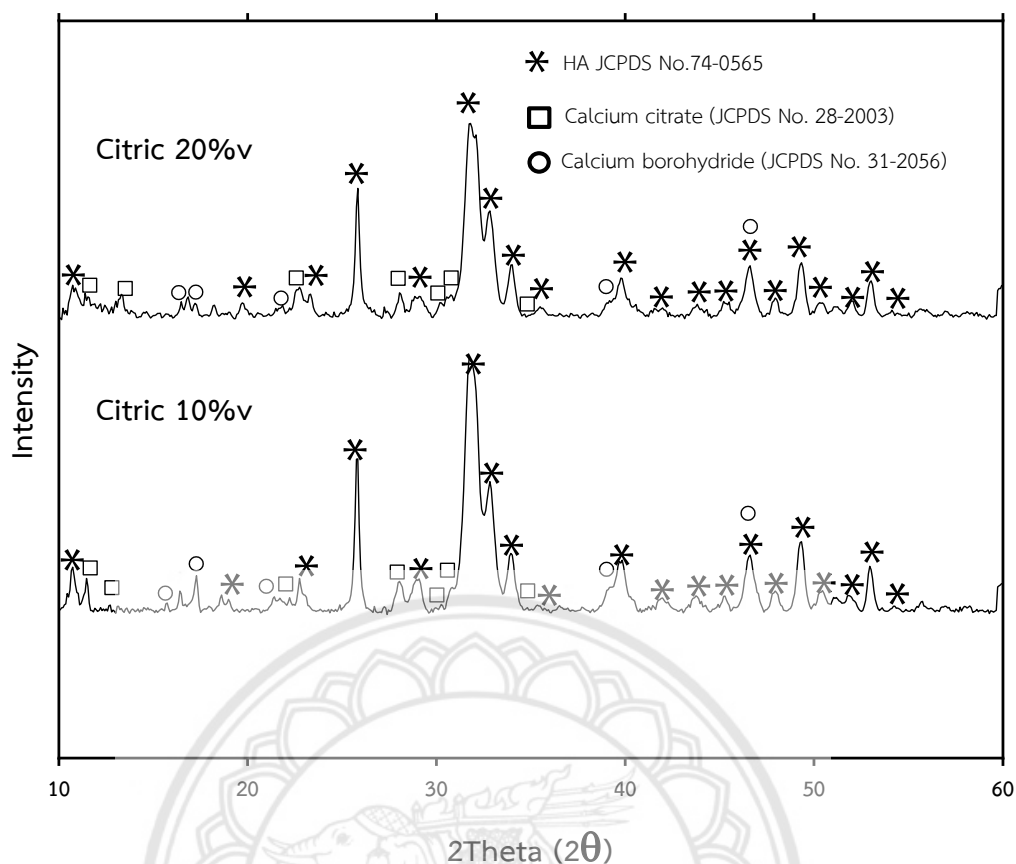 HA JCPDS No.74-0565
Calcium citrate (JCPDS No. 28-2003)
Calcium borohydride (JCPDS No. 31-2056)
Citric 20%v
Citric 10%v
Intensity
10 20 30 40 50 60
2Theta (2θ)